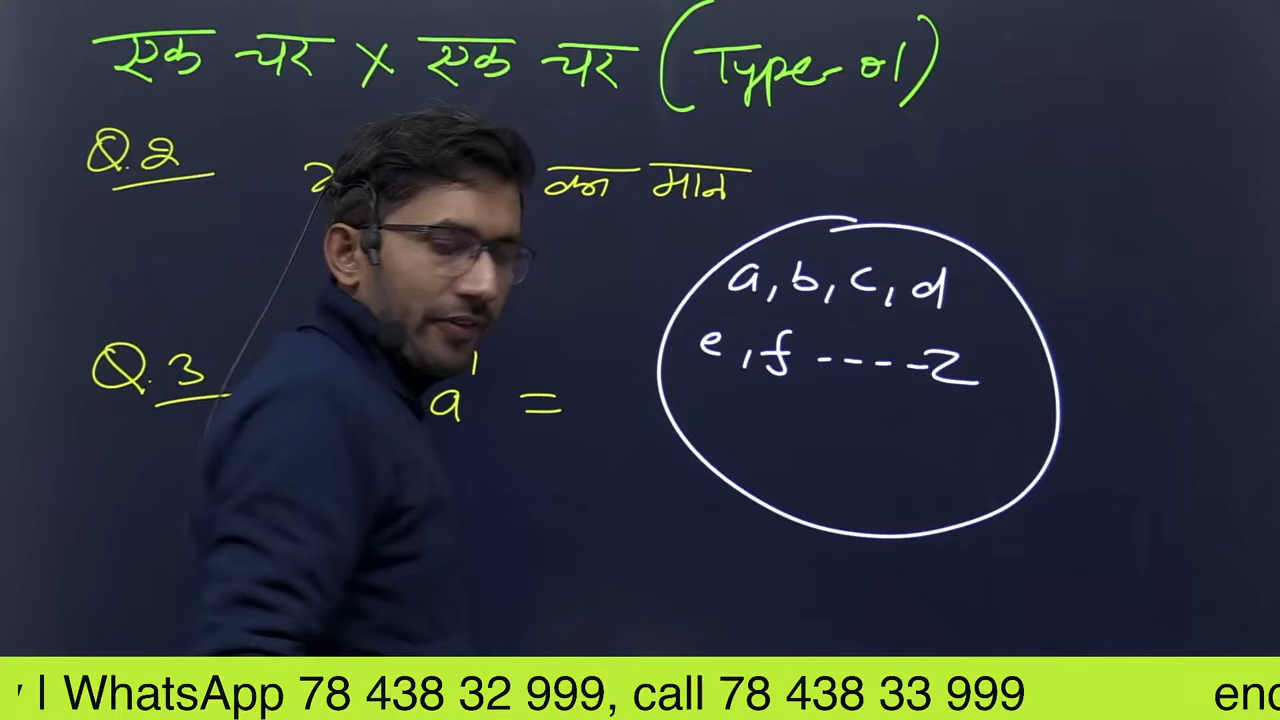 एक चर × एक चर (Type-01)
Q.2 का मान
a, b, c, d
e, f ----z
Q.3 a¹ =
I WhatsApp 78 438 32 999, call 78 438 33 999